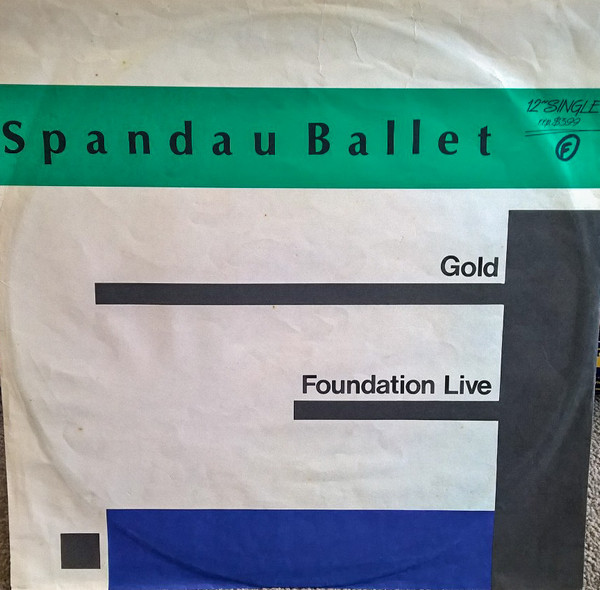 Spandau Ballet
12" SINGLE
F
Gold
Foundation Live